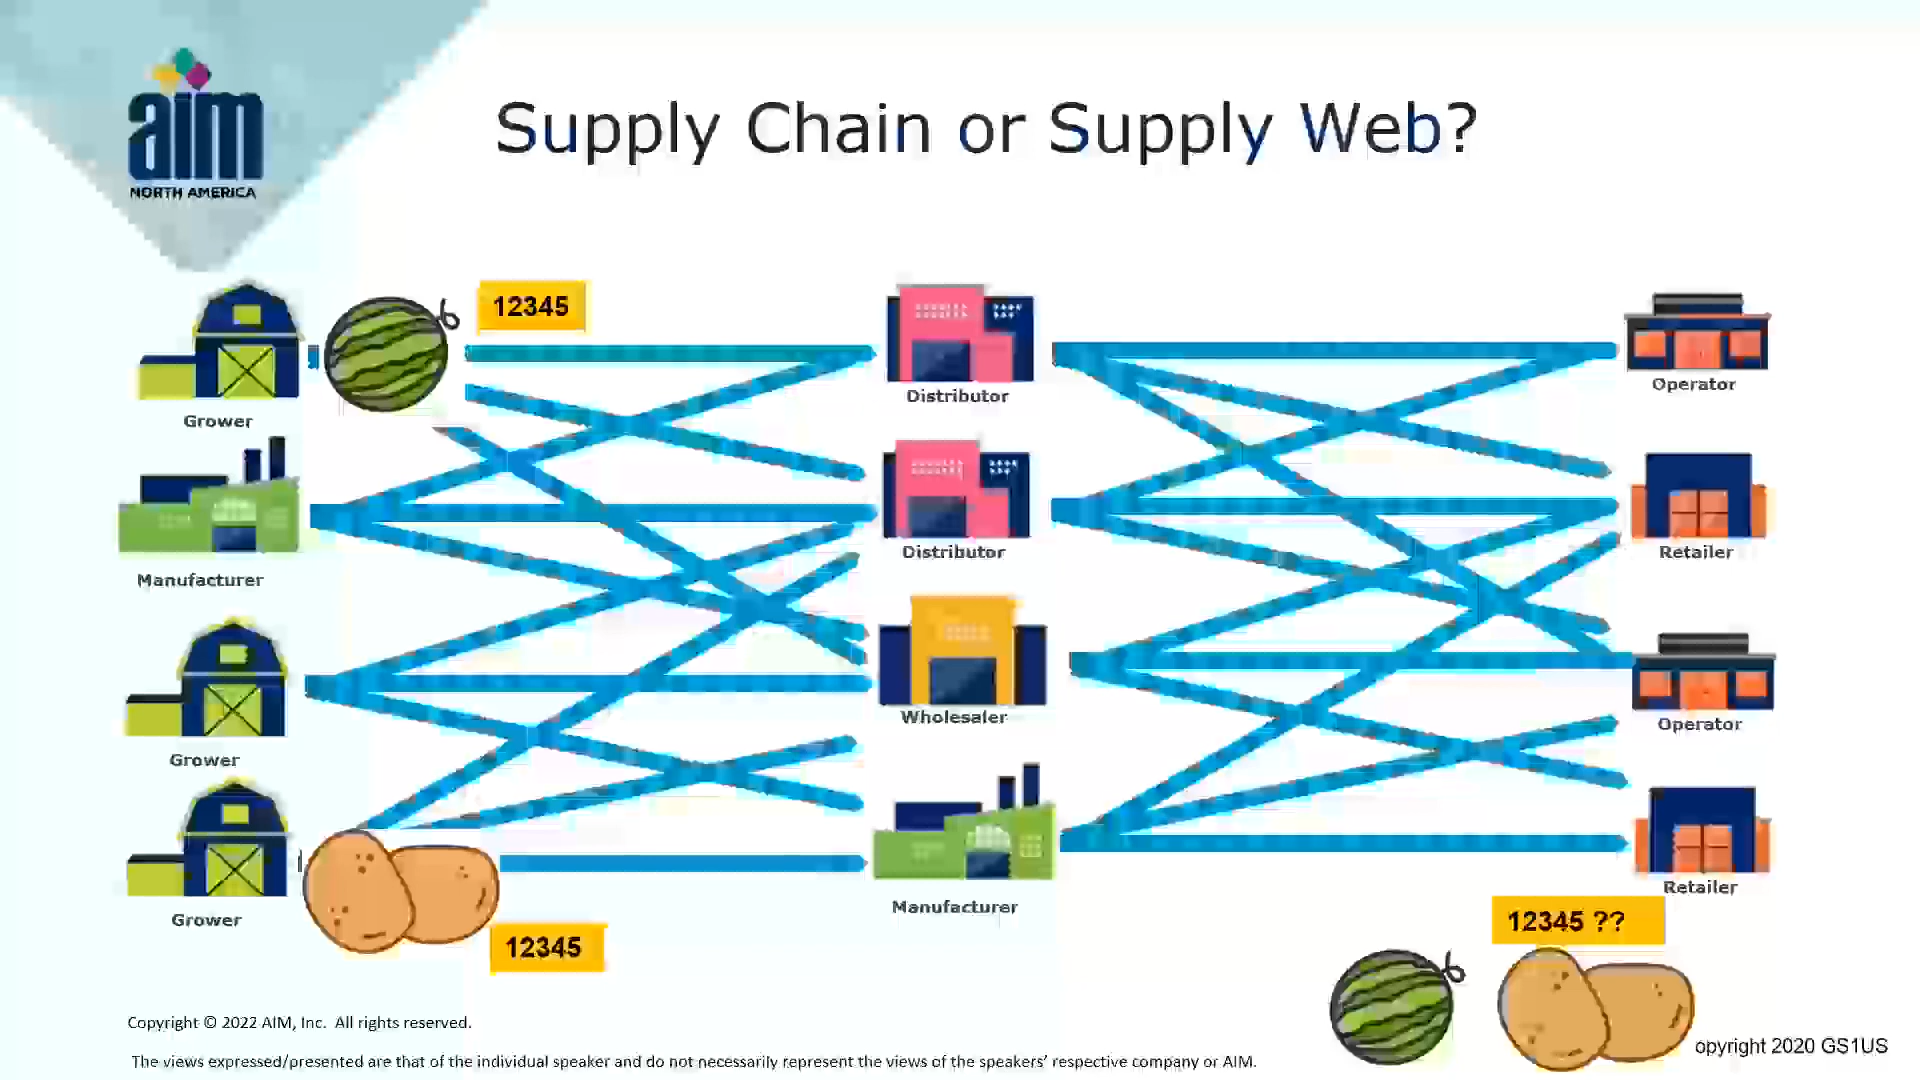 aim
NORTH AMERICA
Supply Chain or Supply Web?
12345
Grower
Distributor
Operator
Manufacturer
Distributor
Retailer
Grower
Wholesaler
Operator
Grower
Manufacturer
Retailer
12345
12345 ??
Copyright © 2022 AIM, Inc. All rights reserved.
opyright 2020 GS1US
The views expressed/presented are that of the individual speaker and do not necessarily represent the views of the speakers’ respective company or AIM.